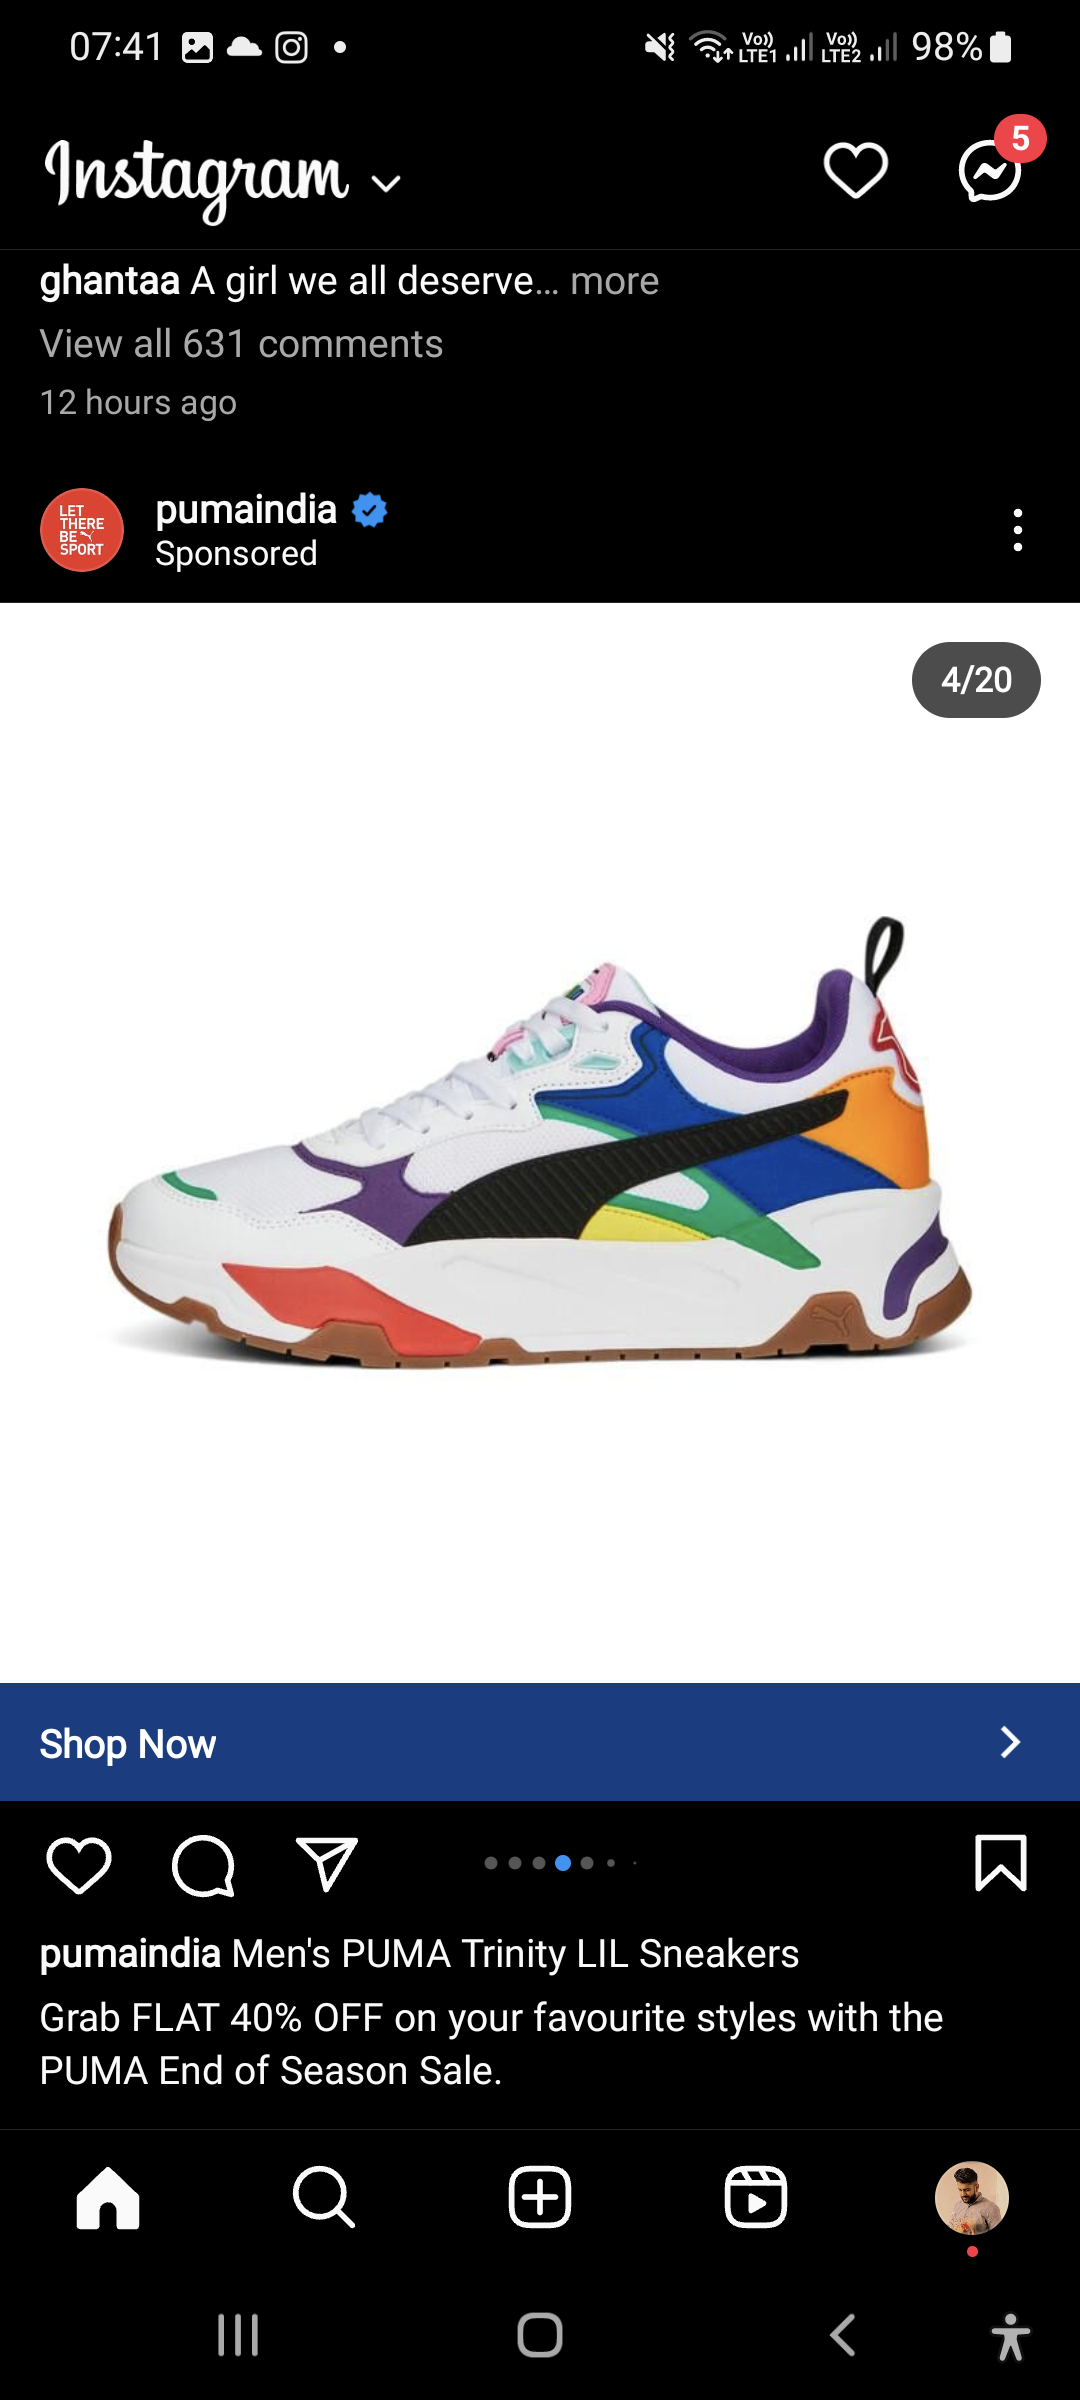 07:41
Vo)) LTE1
Vo)) LTE2
98%
Instagram
5
ghantaa A girl we all deserve... more
View all 631 comments
12 hours ago
LET
THERE
BE
SPORT
pumaindia
Sponsored
4/20
Shop Now
pumaindia Men's PUMA Trinity LIL Sneakers
Grab FLAT 40% OFF on your favourite styles with the
PUMA End of Season Sale.